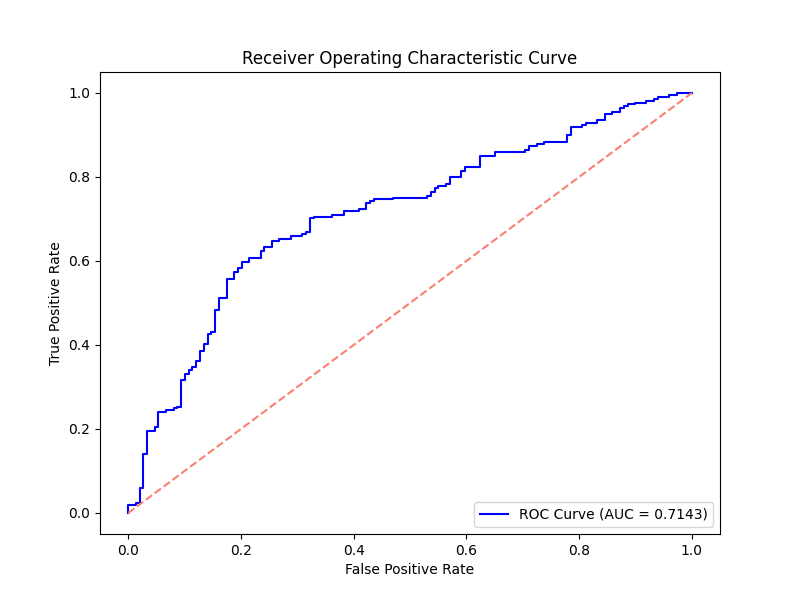 Receiver Operating Characteristic Curve
True Positive Rate
1.0
0.8
0.6
0.4
0.2
0.0
ROC Curve (AUC = 0.7143)
0.0 0.2 0.4 0.6 0.8 1.0
False Positive Rate